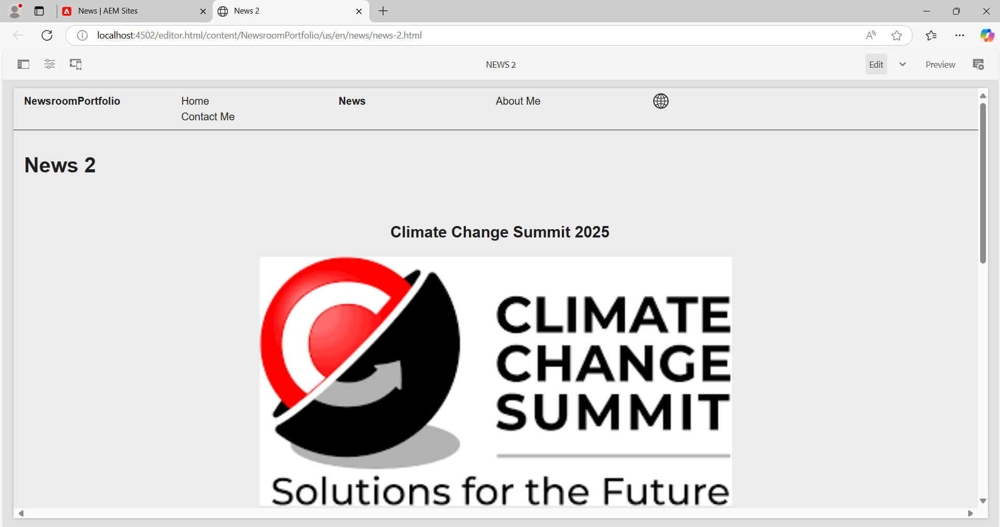 News | AEM Sites
News 2
localhost:4502/editor.html/content/NewsroomPortfolio/us/en/news/news-2.html
NEWS 2
Edit
Preview
NewsroomPortfolio
Home
News
About Me
Contact Me
News 2
Climate Change Summit 2025
CLIMATE
CHANGE
SUMMIT
Solutions for the Future